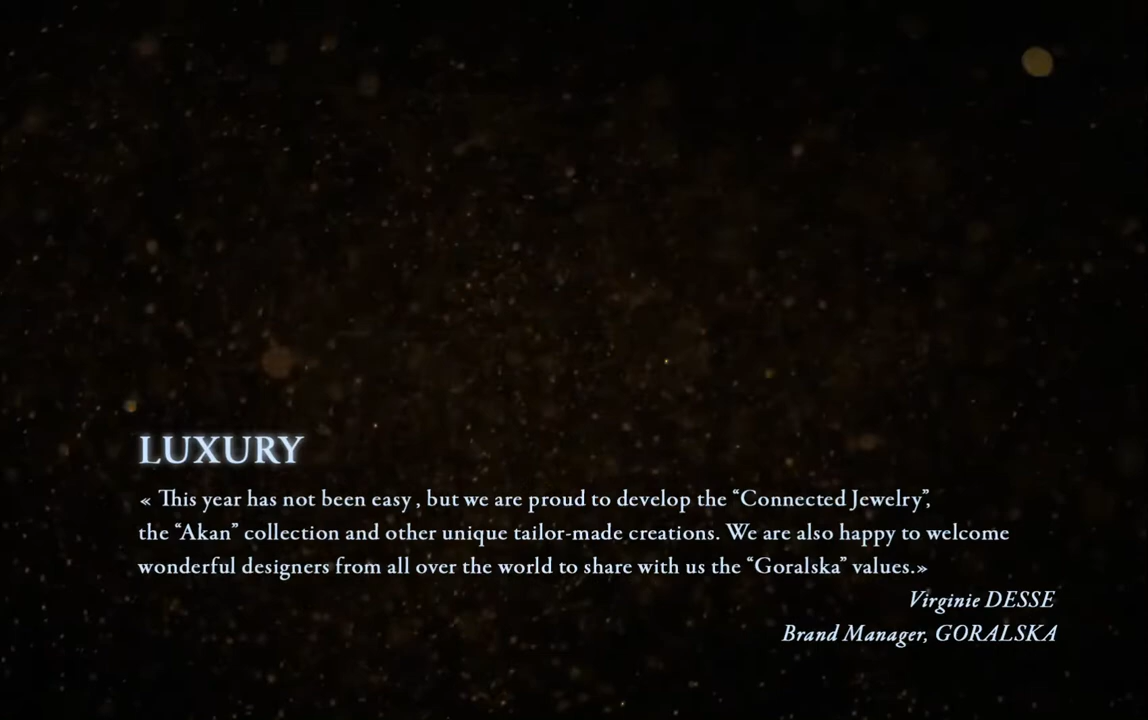 LUXURY
« This year has not been easy , but we are proud to develop the “Connected Jewelry”,
the “Akan” collection and other unique tailor-made creations. We are also happy to welcome
wonderful designers from all over the world to share with us the “Goralska” values.»
Virginie DESSE
Brand Manager, GORALSKA